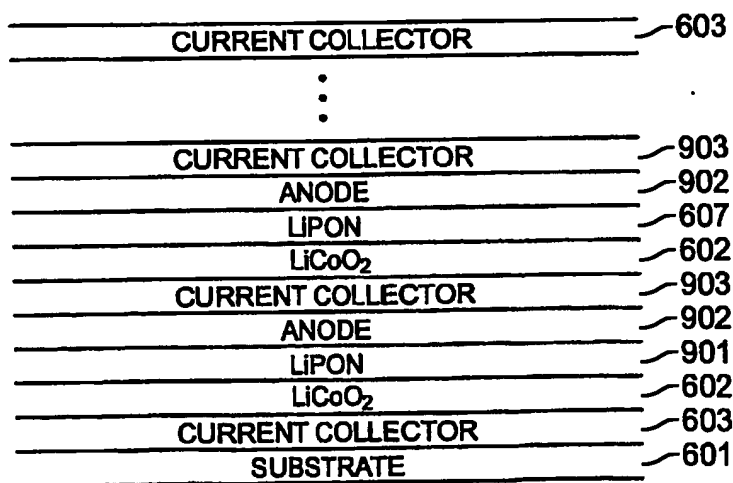 CURRENT COLLECTOR 603
CURRENT COLLECTOR 903
ANODE 902
LiPON 607
LiCoO₂ 602
CURRENT COLLECTOR 903
ANODE 902
LiPON 901
LiCoO₂ 602
CURRENT COLLECTOR 603
SUBSTRATE 601